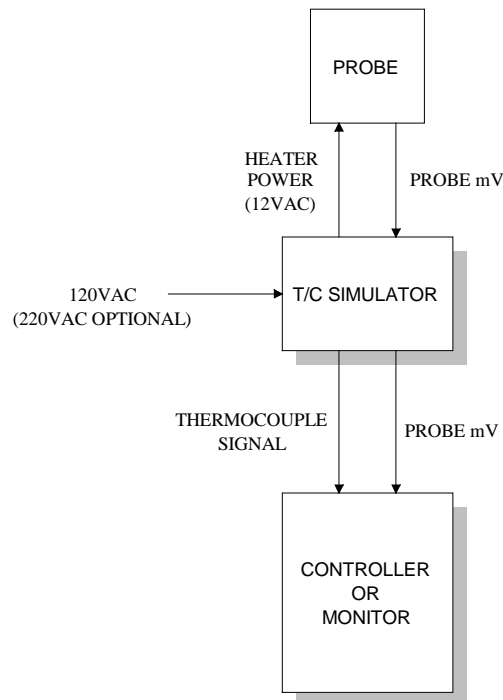 PROBE
HEATER
POWER
(12VAC)
PROBE mV
120VAC
(220VAC OPTIONAL)
T/C SIMULATOR
THERMOCOUPLE
SIGNAL
PROBE mV
CONTROLLER
OR
MONITOR